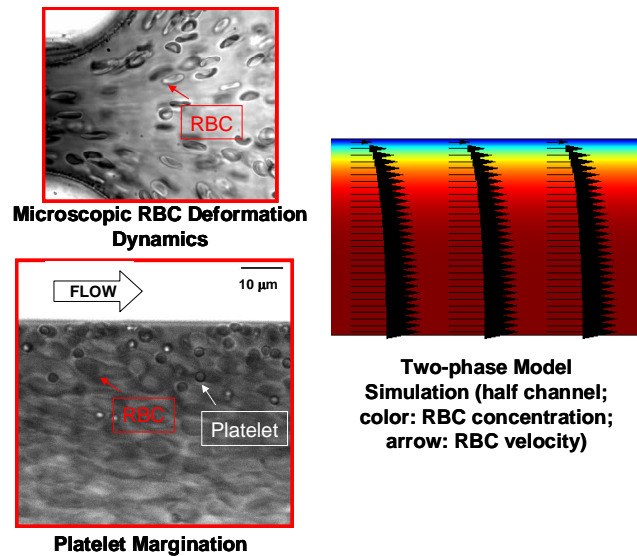 RBC
Microscopic RBC Deformation
Dynamics
FLOW
10 µm
RBC
Platelet
Platelet Margination
Two-phase Model
Simulation (half channel;
color: RBC concentration;
arrow: RBC velocity)